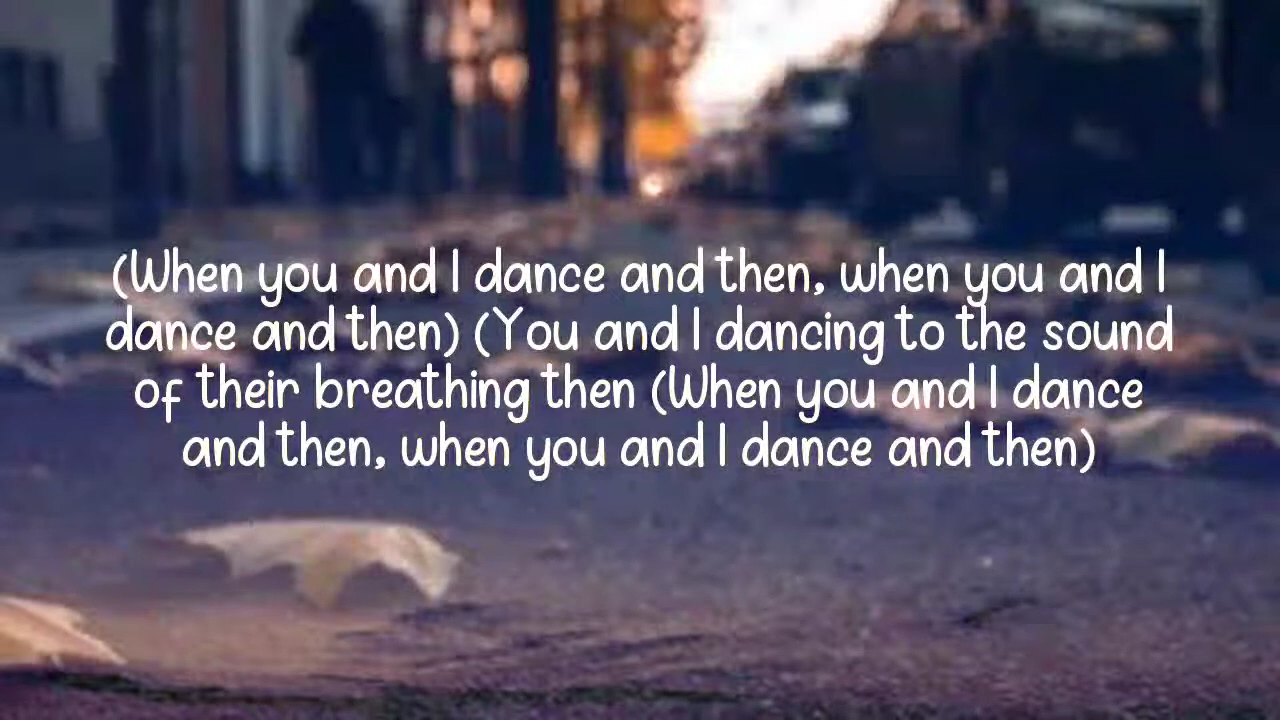 (When you and I dance and then, when you and I
dance and then) (You and I dancing to the sound
of their breathing then (When you and I dance
and then, when you and I dance and then)